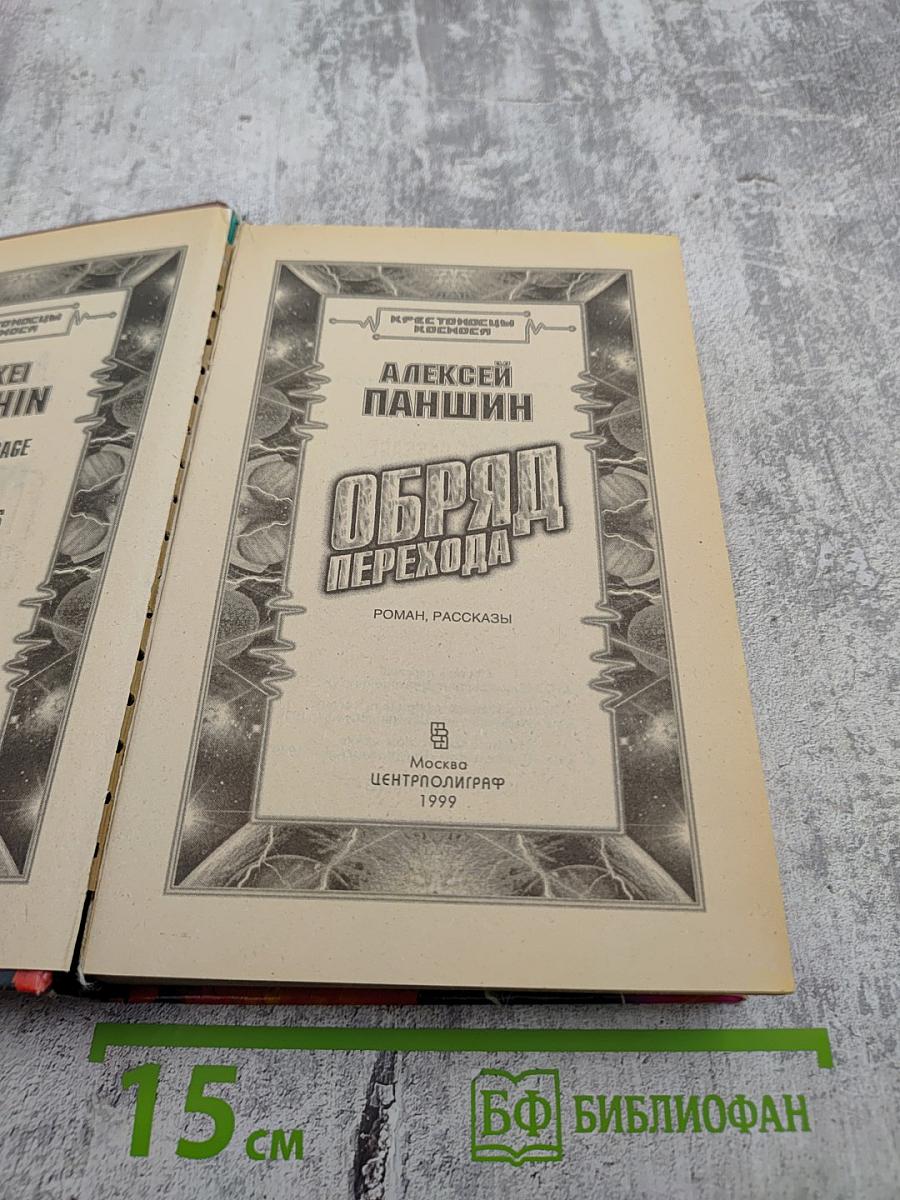 КРЕСТОНОСЦЫ
КОСМОСА
АЛЕКСЕЙ
ПАНШИН
ОБРЯД
ПЕРЕХОДА
РОМАН, РАССКАЗЫ
Москва
ЦЕНТРПОЛИГРАФ
1999
15 СМ
БФ БИБЛИОФАН